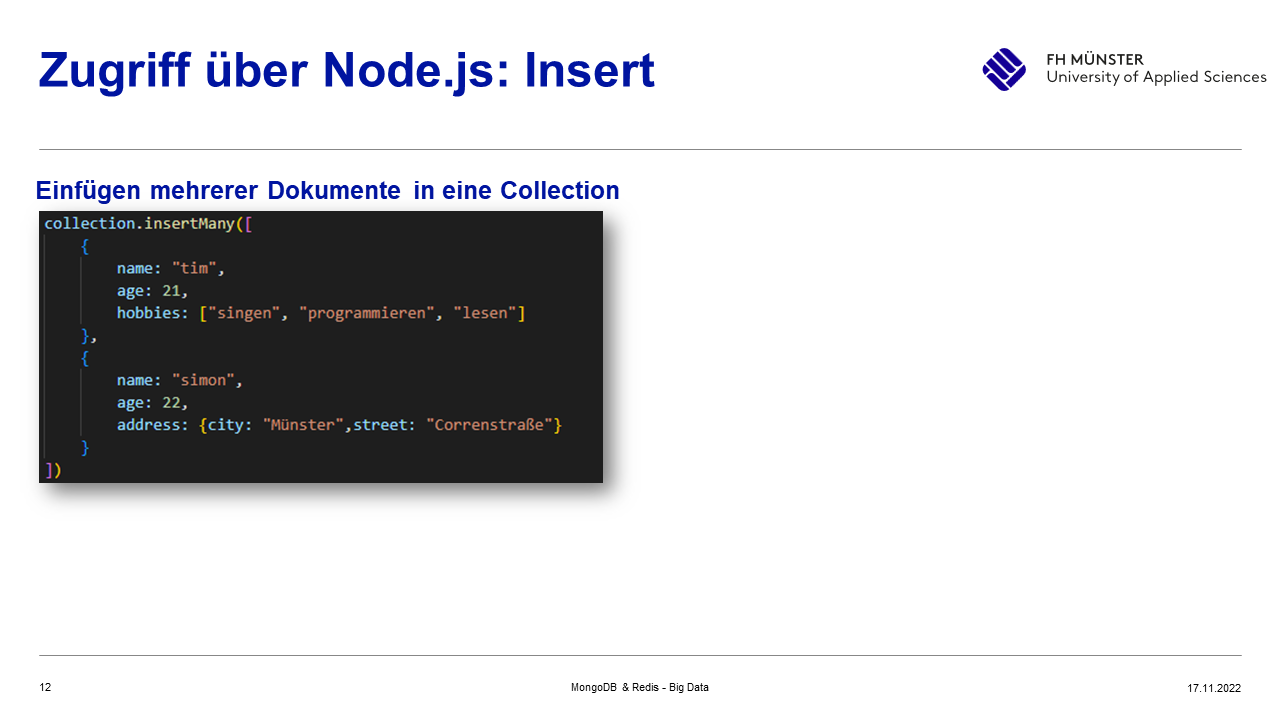 Zugriff über Node.js: Insert
FH MÜNSTER
University of Applied Sciences
Einfügen mehrerer Dokumente in eine Collection
collection.insertMany([
    {
        name: "tim",
        age: 21,
        hobbies: ["singen", "programmieren", "lesen"]
    },
    {
        name: "simon",
        age: 22,
        address: {city: "Münster",street: "Correnstraße"}
    }
])
12
MongoDB & Redis - Big Data
17.11.2022